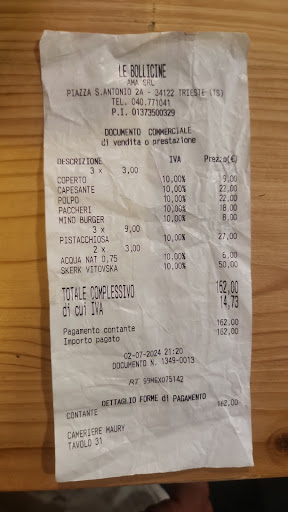 LE BOLLICINE
AMA SRL
PIAZZA S.ANTONIO 2A - 34122 TRIESTE (TS)
TEL. 040.771041
P.I. 01373500329
DOCUMENTO COMMERCIALE
di vendita o prestazione
DESCRIZIONE IVA Prezzo(€)
3 x 3,00
COPERTO 10,00% 9,00
CAPESANTE 10,00% 22,00
POLPO 10,00% 22,00
PACCHERI 10,00% 18,00
MIND BURGER 10,00% 8,00
3 x 9,00
PISTACCHIOSA 10,00% 27,00
2 x 3,00
ACQUA NAT 0,75 10,00% 6,00
SKERK VITOVSKA 10,00% 50,00
TOTALE COMPLESSIVO 162,00
di cui IVA 14,73
Pagamento contante 162,00
Importo pagato 162,00
02-07-2024 21:20
DOCUMENTO N. 1349-0013
RT 99MEX075142
DETTAGLIO FORME di PAGAMENTO
CONTANTE 162,00
CAMERIERE MAURY
TAVOLO 31